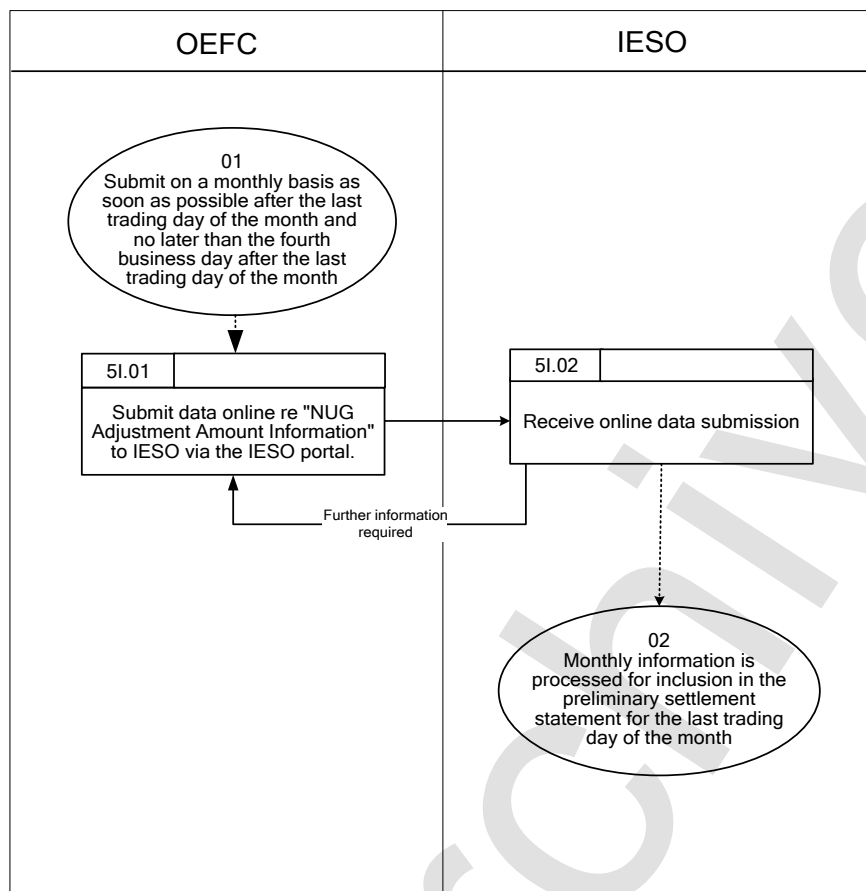 OEFC
IESO
01
Submit on a monthly basis as
soon as possible after the last
trading day of the month and
no later than the fourth
business day after the last
trading day of the month
5I.01
Submit data online re "NUG
Adjustment Amount Information"
to IESO via the IESO portal.
5I.02
Receive online data submission
Further information
required
02
Monthly information is
processed for inclusion in the
preliminary settlement
statement for the last trading
day of the month